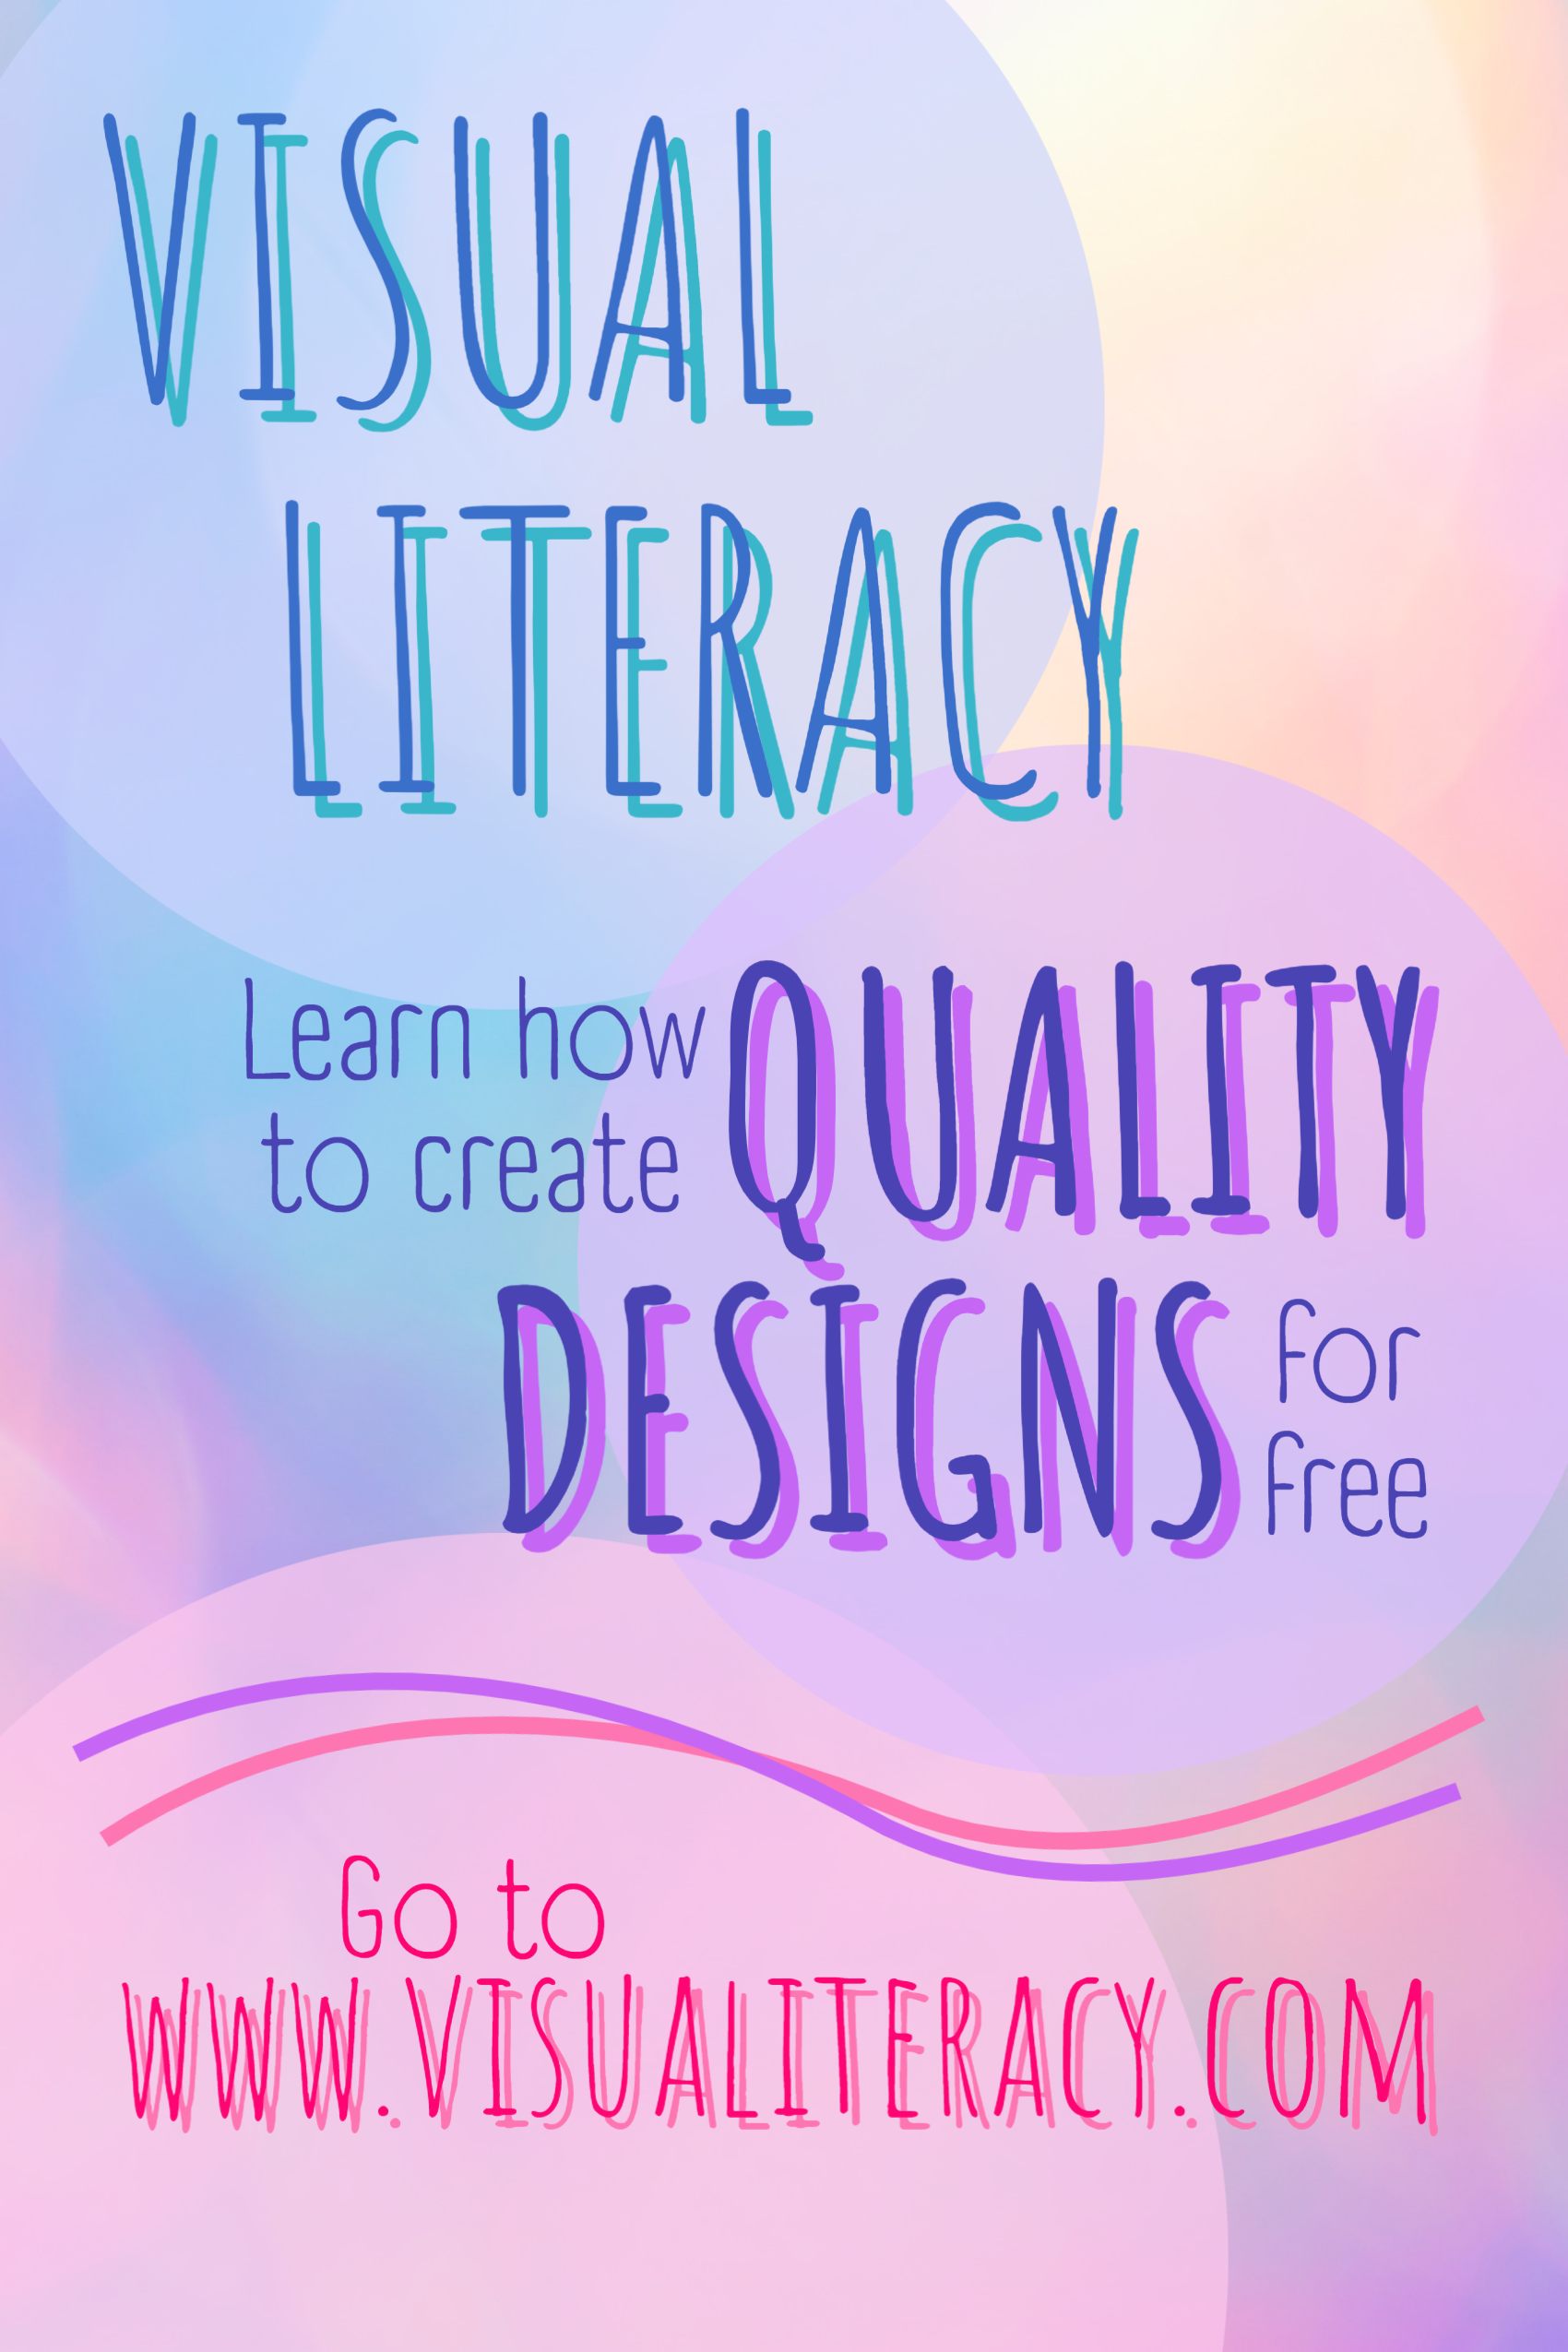 VISUAL
LITERACY
Learn how
to create
QUALITY
DESIGNS
for
free
Go to
WWW.VISUALITERACY.COM